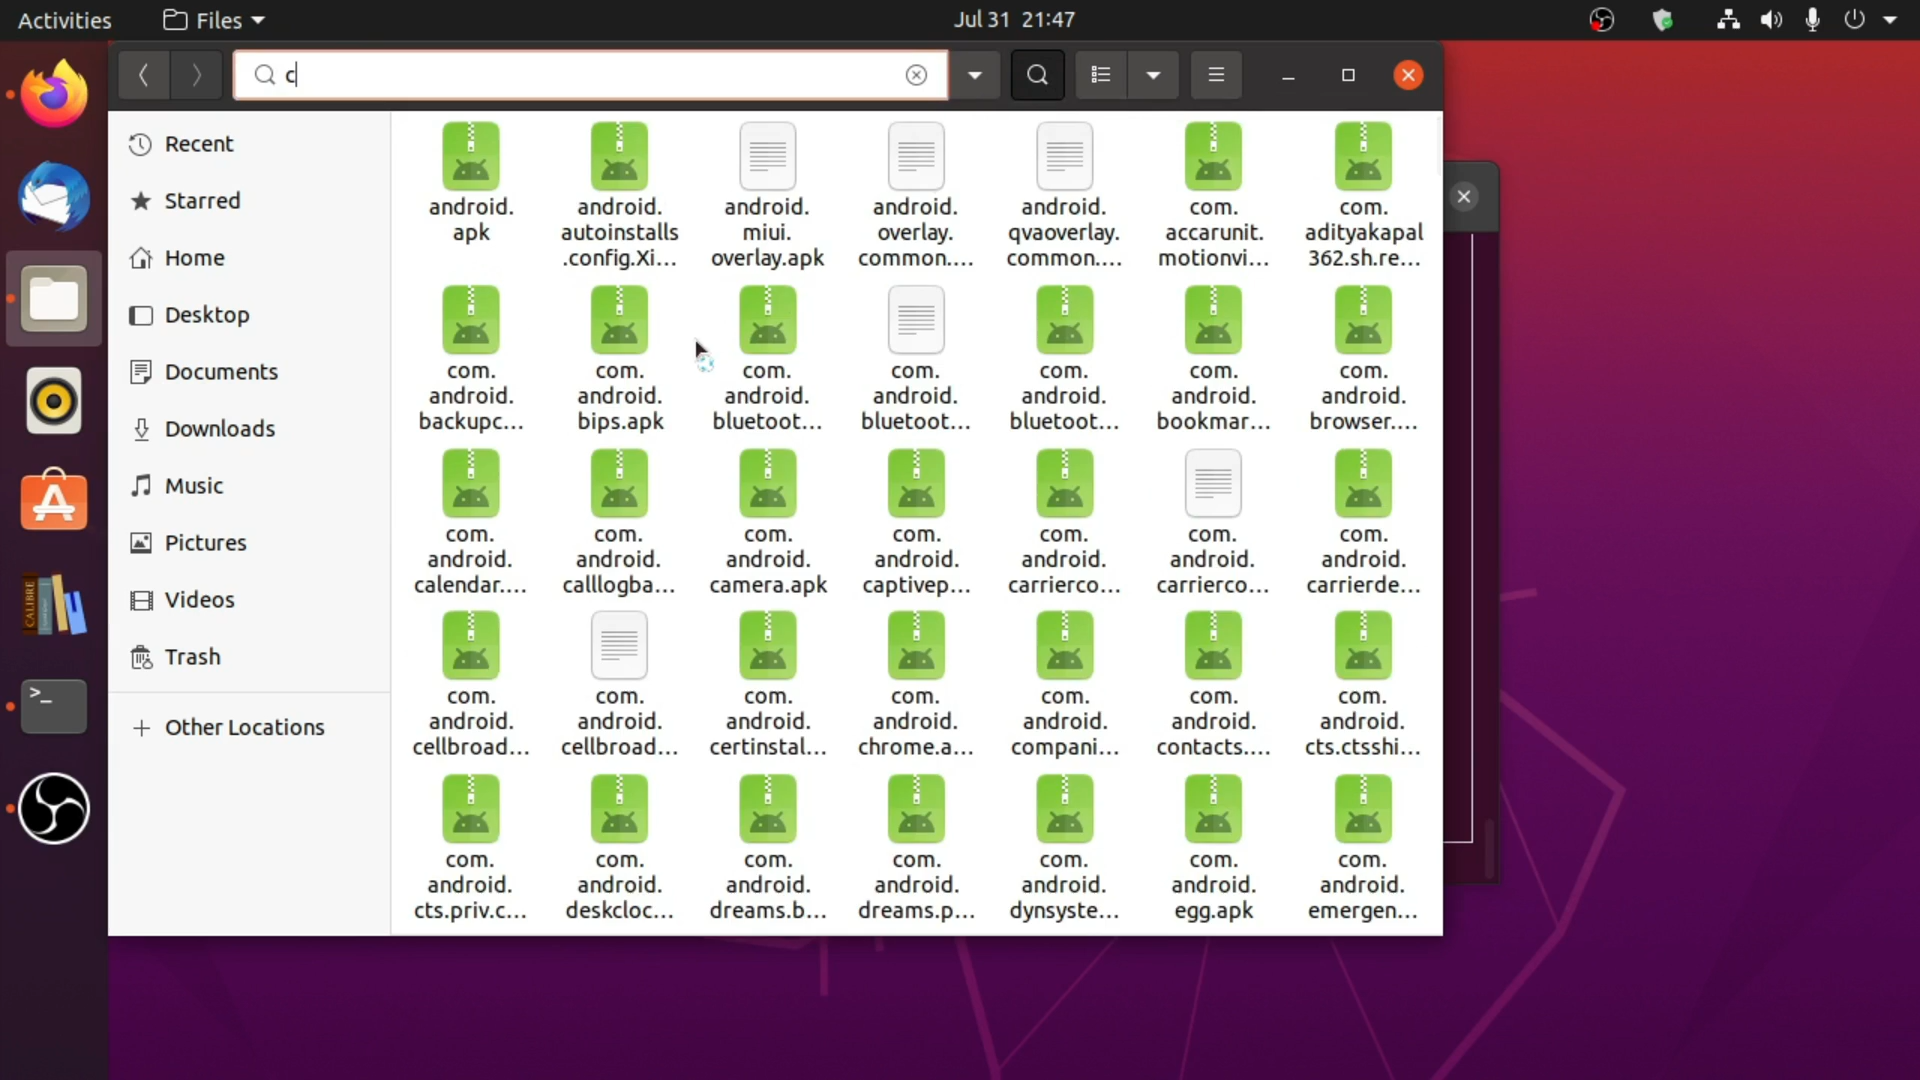 Activities
Files
Jul 31 21:47
c
Recent
Starred
Home
Desktop
Documents
Downloads
Music
Pictures
Videos
Trash
Other Locations
android.
apk
android.
autoinstalls
.config.Xi...
android.
miui.
overlay.apk
android.
overlay.
common....
android.
qvaoverlay.
common....
com.
accarunit.
motionvi...
com.
adityakapal
362.sh.re...
com.
android.
backupc...
com.
android.
bips.apk
com.
android.
bluetoot...
com.
android.
bluetoot...
com.
android.
bluetoot...
com.
android.
bookmar...
com.
android.
browser....
com.
android.
calendar....
com.
android.
calllogba...
com.
android.
camera.apk
com.
android.
captivep...
com.
android.
carrierco...
com.
android.
carrierco...
com.
android.
carrierde...
com.
android.
cellbroad...
com.
android.
cellbroad...
com.
android.
certinstal...
com.
android.
chrome.a...
com.
android.
compani...
com.
android.
contacts....
com.
android.
cts.ctsshi...
com.
android.
cts.priv.c...
com.
android.
deskcloc...
com.
android.
dreams.b...
com.
android.
dreams.p...
com.
android.
dynsyste...
com.
android.
egg.apk
com.
android.
emergen...
CALIBRE